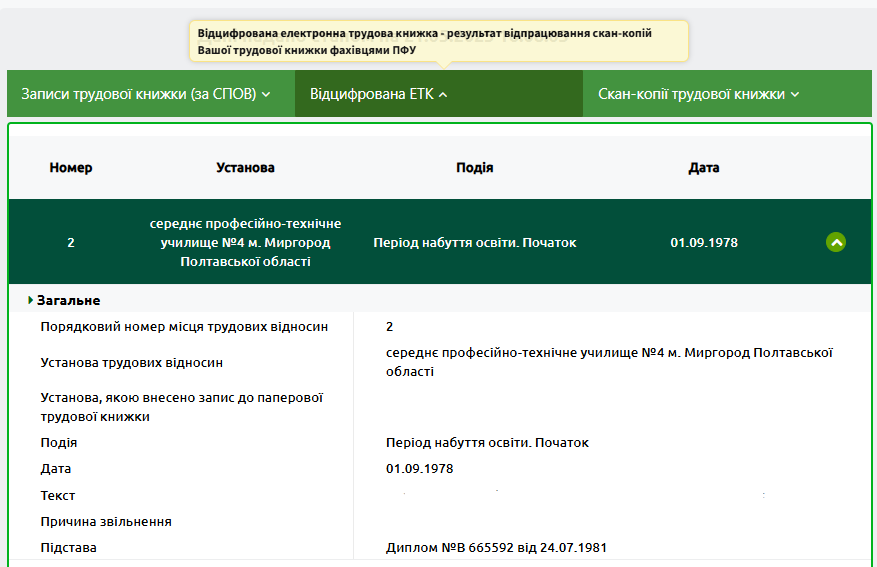 Відцифрована електронна трудова книжка - результат відпрацювання скан-копій
Вашої трудової книжки фахівцями ПФУ
Записи трудової книжки (за СПОВ)
Відцифрована ЕТК
Скан-копії трудової книжки
Номер
Установа
Подія
Дата
2
середнє професійно-технічне
училище №4 м. Миргород
Полтавської області
Період набуття освіти. Початок
01.09.1978
Загальне
Порядковий номер місця трудових відносин
2
Установа трудових відносин
середнє професійно-технічне училище №4 м. Миргород Полтавської
області
Установа, якою внесено запис до паперової
трудової книжки
Подія
Період набуття освіти. Початок
Дата
01.09.1978
Текст
Причина звільнення
Підстава
Диплом №В 665592 від 24.07.1981